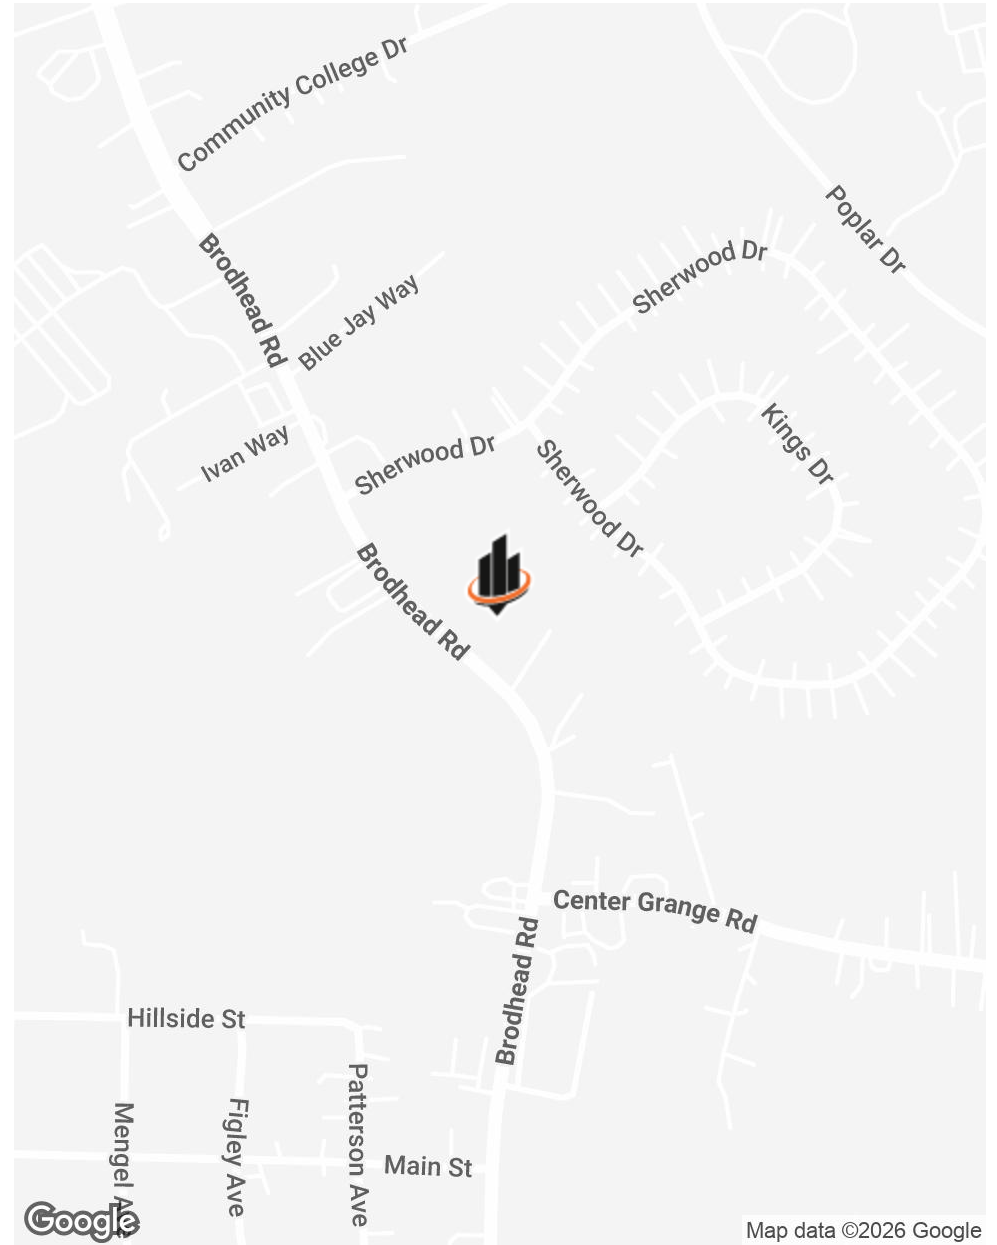 Community College Dr
Poplar Dr
Brodhead Rd
Sherwood Dr
Blue Jay Way
Kings Dr
Ivan Way
Sherwood Dr
Sherwood Dr
Brodhead Rd
Center Grange Rd
Brodhead Rd
Hillside St
Patterson Ave
Figley Ave
Mengel Ave
Main St
Google
Map data ©2026 Google